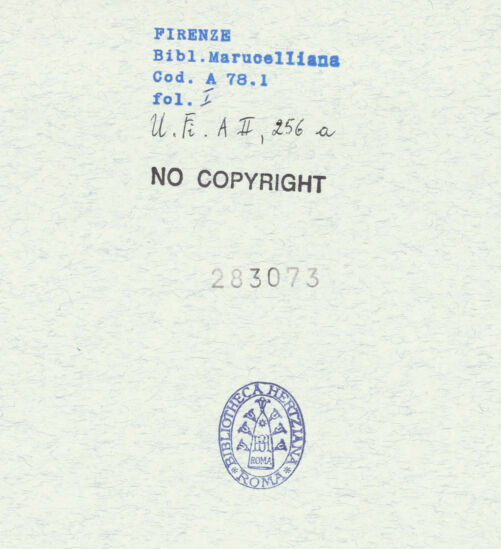 FIRENZE
Bibl.Marucelliana
Cod. A 78.1
fol. I
U. Fi. A II, 256 a
NO COPYRIGHT
283073
BIBLIOTHECA HERTZIANA
ROMA
* ROMA *